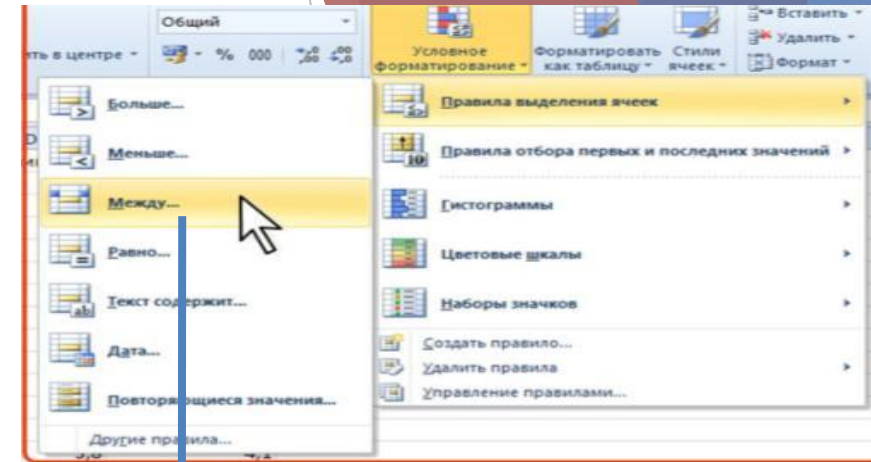 Общий
Вставить
Удалить
Формат
в центре
% 000
Условное форматирование
Форматировать как таблицу
Стили ячеек
Больше...
Меньше...
Между...
Равно...
Текст содержит...
Дата...
Повторяющиеся значения...
Другие правила...
Правила выделения ячеек
Правила отбора первых и последних значений
10
Гистограммы
Цветовые шкалы
Наборы значков
Создать правило...
Удалить правила
Управление правилами...